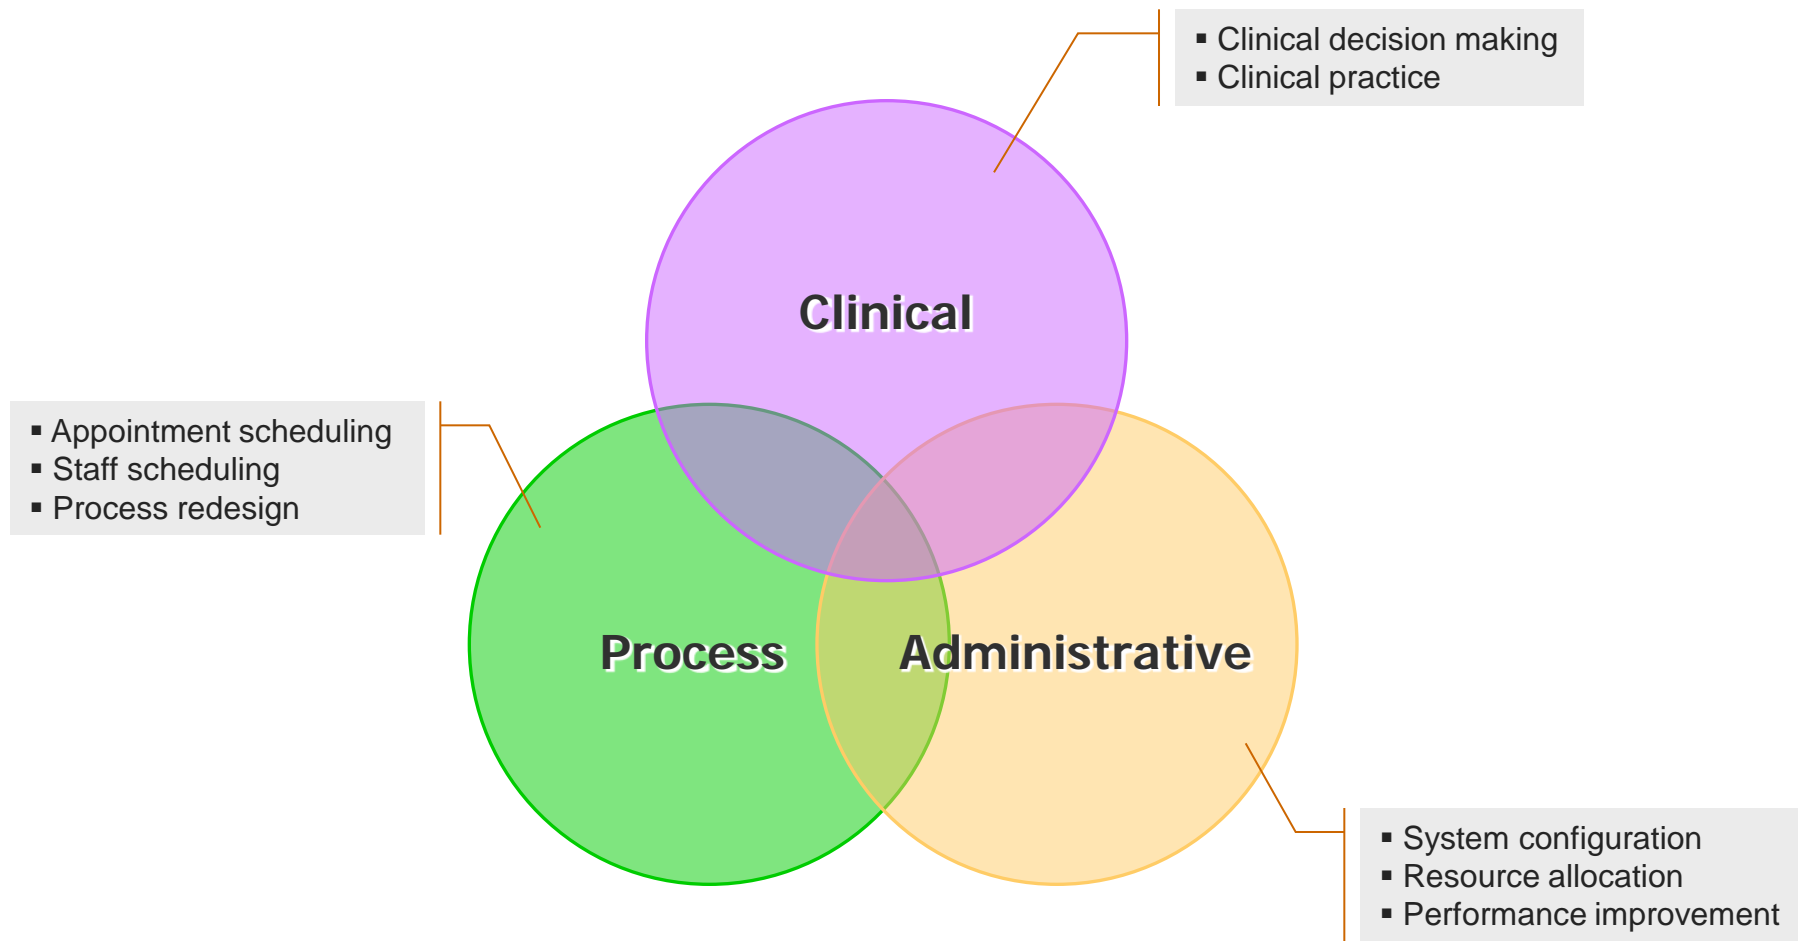 ▪ Clinical decision making
▪ Clinical practice
Clinical
▪ Appointment scheduling
▪ Staff scheduling
▪ Process redesign
Process
Administrative
▪ System configuration
▪ Resource allocation
▪ Performance improvement